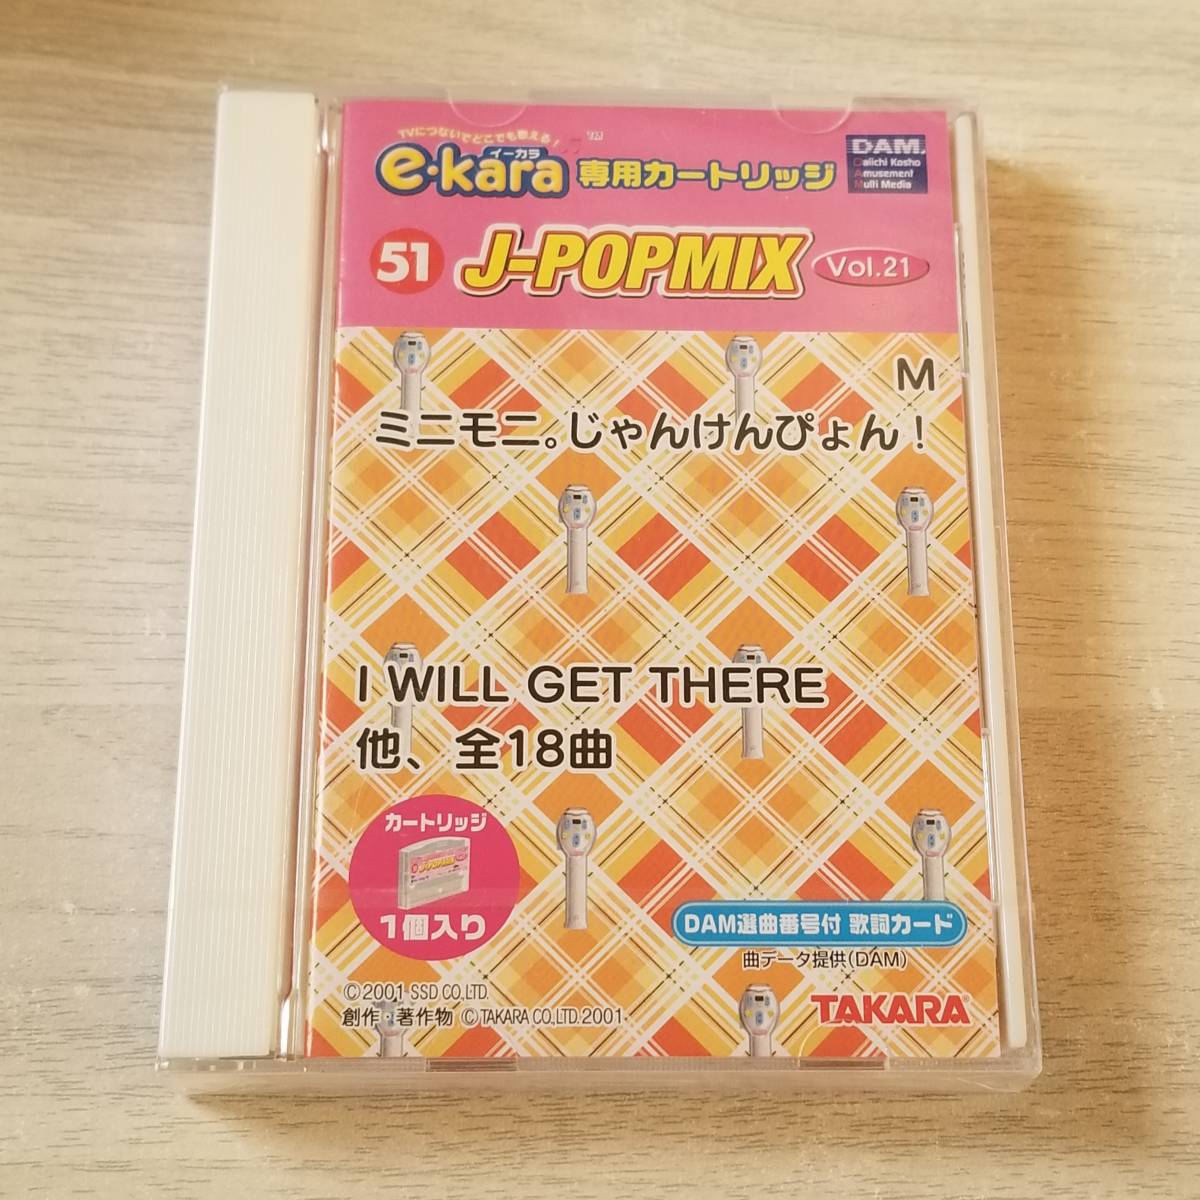 TVにつないでどこでも歌える!
イーカラ
e-kara 専用カートリッジ
TM
DAM.
Daiichi Kosho
Amusement
Multi Media
51 J-POPMIX Vol.21
M
ミニモニ。じゃんけんぴょん!
I WILL GET THERE
他、全18曲
カートリッジ
J-POPMIX
1個入り
DAM選曲番号付 歌詞カード
曲データ提供(DAM)
© 2001 SSD CO.,LTD.
創作・著作物 © TAKARA CO.,LTD.2001
TAKARA